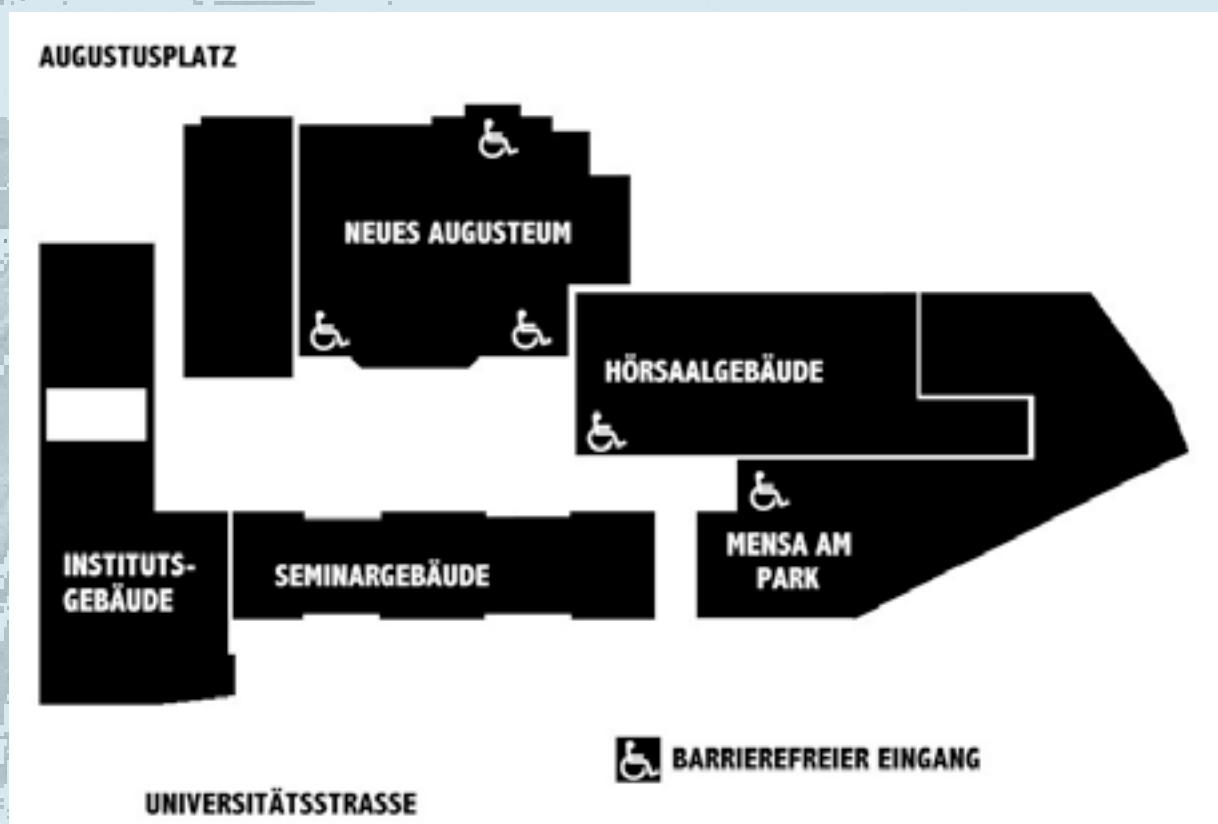 AUGUSTUSPLATZ
NEUES AUGUSTEUM
HÖRSAALGEBÄUDE
MENSA AM
PARK
INSTITUTS-
GEBÄUDE
SEMINARGEBÄUDE
BARRIEREFREIER EINGANG
UNIVERSITÄTSSTRASSE